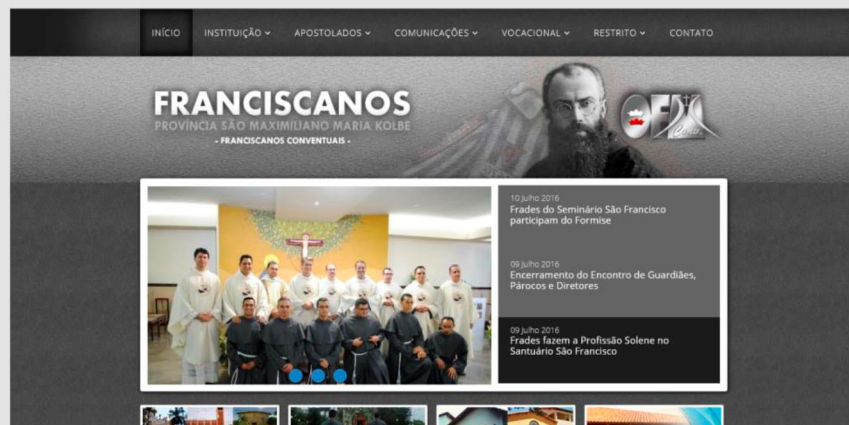 INÍCIO INSTITUIÇÃO APOSTOLADOS COMUNICAÇÕES VOCACIONAL RESTRITO CONTATO
FRANCISCANOS
PROVÍNCIA SÃO MAXIMILIANO MARIA KOLBE
- FRANCISCANOS CONVENTUAIS -
10 Julho 2016
Frades do Seminário São Francisco
participam do Formise
09 Julho 2016
Encerramento do Encontro de Guardiães,
Párocos e Diretores
09 Julho 2016
Frades fazem a Profissão Solene no
Santuário São Francisco